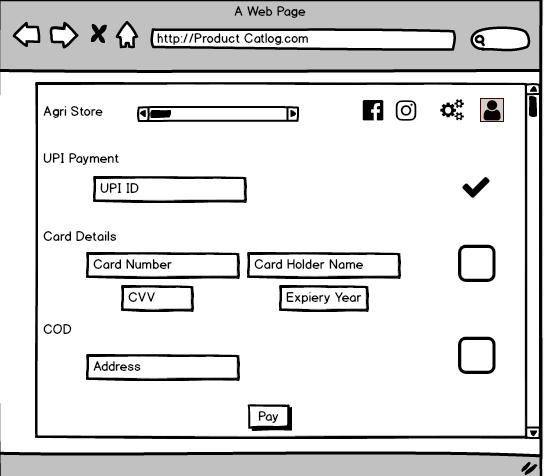 A Web Page
http://Product Catlog.com
Agri Store
UPI Payment
UPI ID
Card Details
Card Number Card Holder Name
CVV Expiery Year
COD
Address
Pay